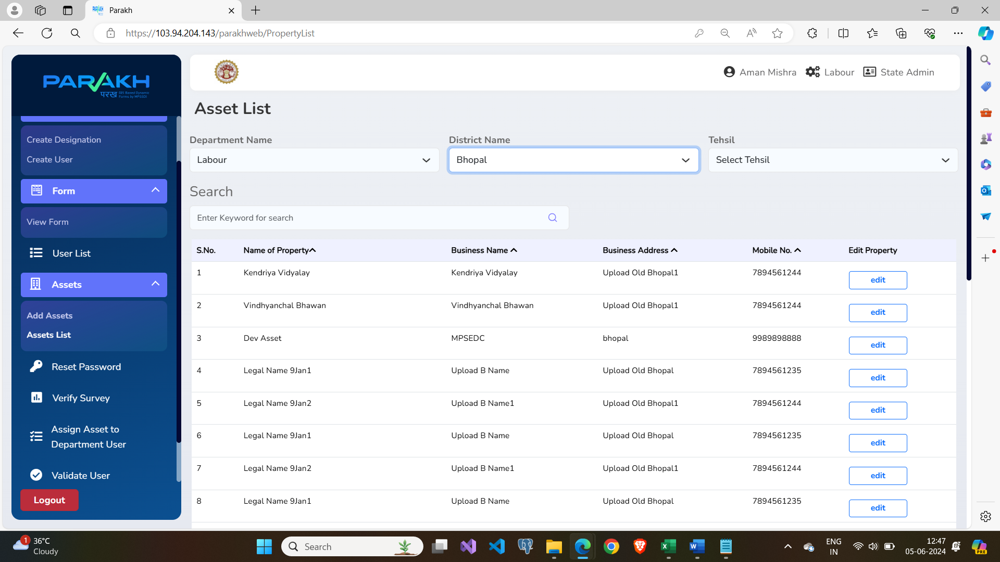 Parakh
https://103.94.204.143/parakhweb/PropertyList
PARAKH
परख GIS Based Dynamic
Forms by MPSSDI
Create Designation
Create User
Form
View Form
User List
Assets
Add Assets
Assets List
Reset Password
Verify Survey
Assign Asset to
Department User
Validate User
Logout
Aman Mishra Labour State Admin
Asset List
Department Name District Name Tehsil
Labour Bhopal Select Tehsil
Search
Enter Keyword for search
S.No. Name of Property Business Name Business Address Mobile No. Edit Property
1 Kendriya Vidyalay Kendriya Vidyalay Upload Old Bhopal1 7894561244 edit
2 Vindhyanchal Bhawan Vindhyanchal Bhawan Upload Old Bhopal1 7894561244 edit
3 Dev Asset MPSEDC bhopal 9989898888 edit
4 Legal Name 9Jan1 Upload B Name Upload Old Bhopal 7894561235 edit
5 Legal Name 9Jan2 Upload B Name1 Upload Old Bhopal1 7894561244 edit
6 Legal Name 9Jan1 Upload B Name Upload Old Bhopal 7894561235 edit
7 Legal Name 9Jan2 Upload B Name1 Upload Old Bhopal1 7894561244 edit
8 Legal Name 9Jan1 Upload B Name Upload Old Bhopal 7894561235 edit
1 36°C
Cloudy
Search
ENG
IN
12:47
05-06-2024
PRE